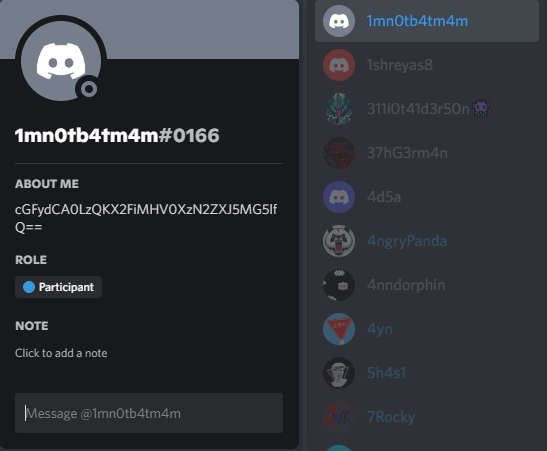 1mn0tb4tm4m#0166
ABOUT ME
cGFydCA0LzQKX2FiMHV0XzN2ZXJ5MG5lf
Q==
ROLE
Participant
NOTE
Click to add a note
Message @1mn0tb4tm4m
1mn0tb4tm4m
1shreyas8
311i0t41d3r50n
37hG3rm4n
4d5a
4ngryPanda
4nndorphin
4yn
5h4s1
7Rocky